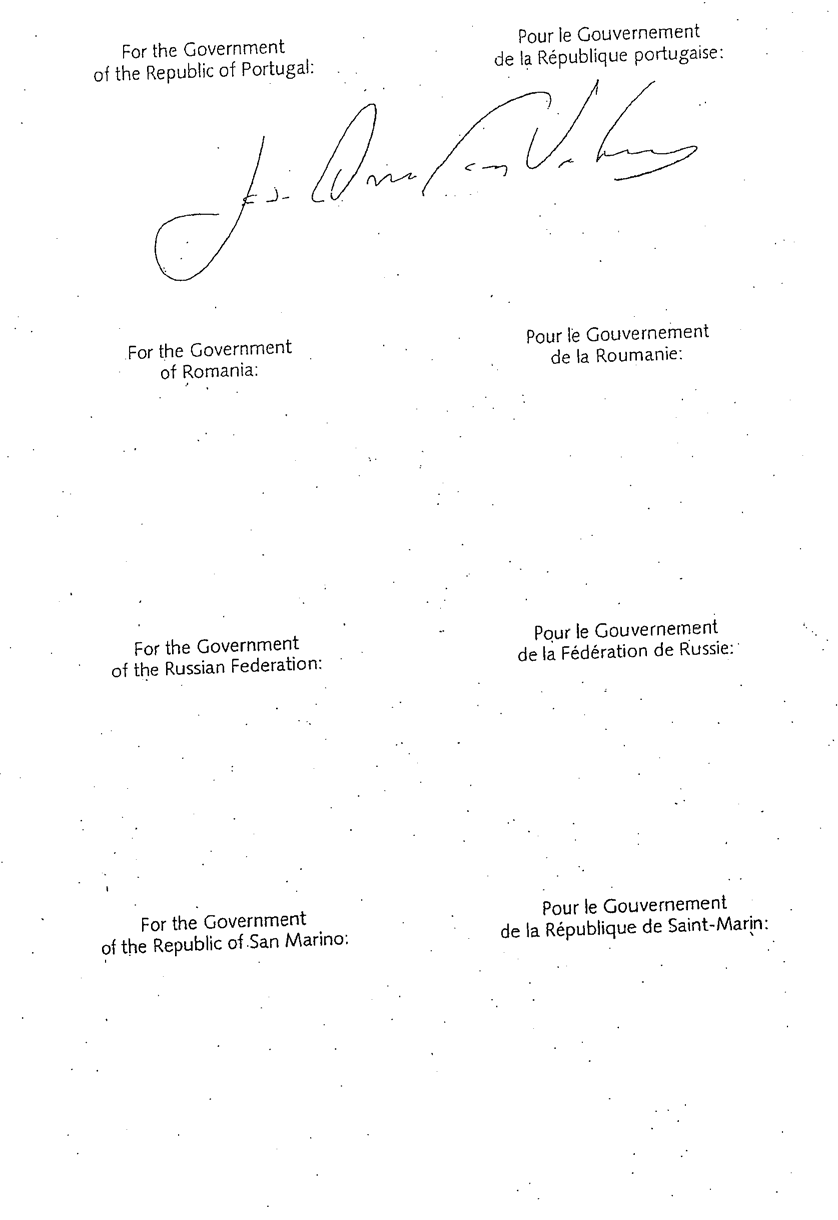 For the Government
of the Republic of Portugal:
Pour le Gouvernement
de la République portugaise:
For the Government
of Romania:
Pour le Gouvernement
de la Roumanie:
For the Government
of the Russian Federation:
Pour le Gouvernement
de la Fédération de Russie:
For the Government
of the Republic of San Marino:
Pour le Gouvernement
de la République de Saint-Marin: